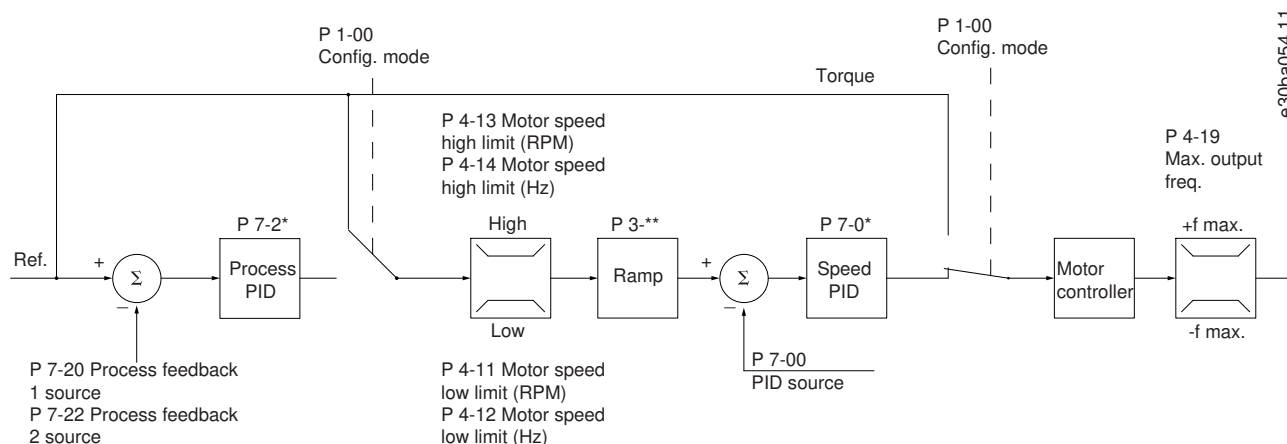 P 1-00
Config. mode
P 1-00
Config. mode
e30ba054.11
Torque
P 4-13 Motor speed
high limit (RPM)
P 4-14 Motor speed
high limit (Hz)
P 4-19
Max. output
freq.
P 7-2*
High
P 3-**
P 7-0*
+f max.
Ref.
+
Σ
Process
PID
Ramp
+
Σ
Speed
PID
Motor
controller
_
Low
_
-f max.
P 7-20 Process feedback
1 source
P 7-22 Process feedback
2 source
P 4-11 Motor speed
low limit (RPM)
P 4-12 Motor speed
low limit (Hz)
P 7-00
PID source